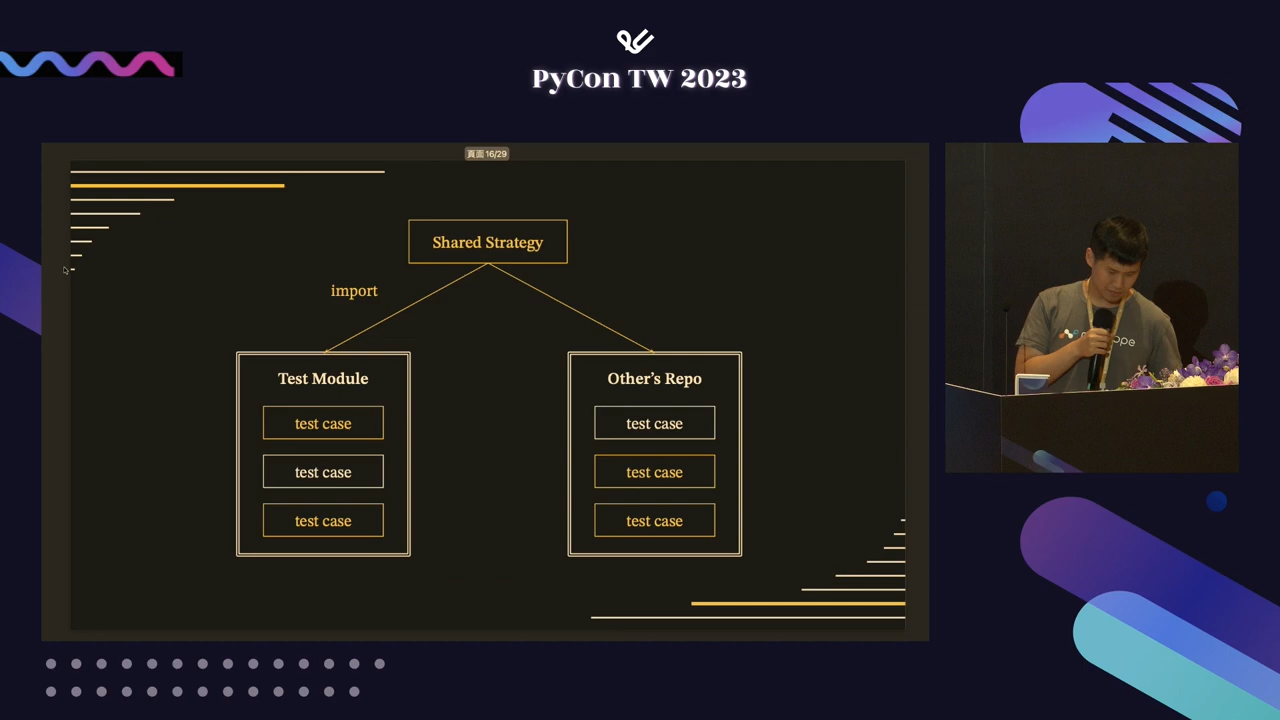 PyCon TW 2023
頁面 16/29
Shared Strategy
import
Test Module
Other's Repo
test case
test case
test case
test case
test case
test case